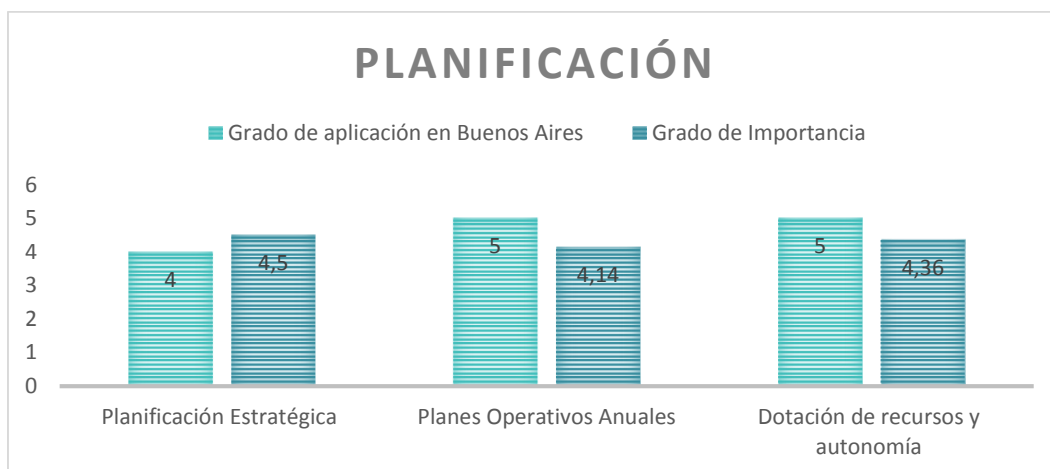 PLANIFICACIÓN
Grado de aplicación en Buenos Aires Grado de Importancia
6
5
4
3
2
1
0
4
4,5
5
4,14
5
4,36
Planificación Estratégica
Planes Operativos Anuales
Dotación de recursos y
autonomía